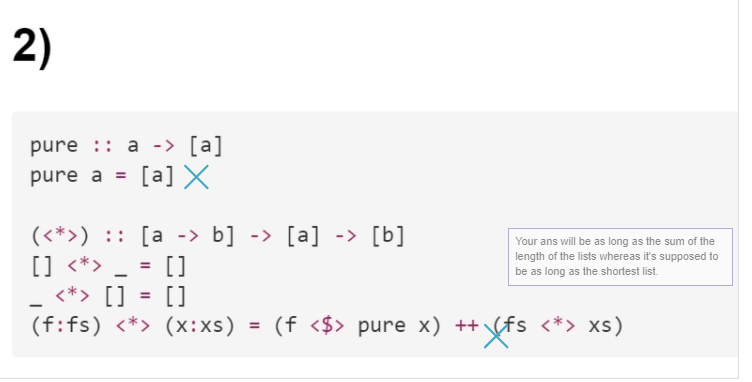 2)
pure :: a -> [a]
pure a = [a]
(<*>) :: [a -> b] -> [a] -> [b]
[] <*> _ = []
_ <*> [] = []
(f:fs) <*> (x:xs) = (f <$> pure x) ++ (fs <*> xs)
Your ans will be as long as the sum of the
length of the lists whereas it's supposed to
be as long as the shortest list.